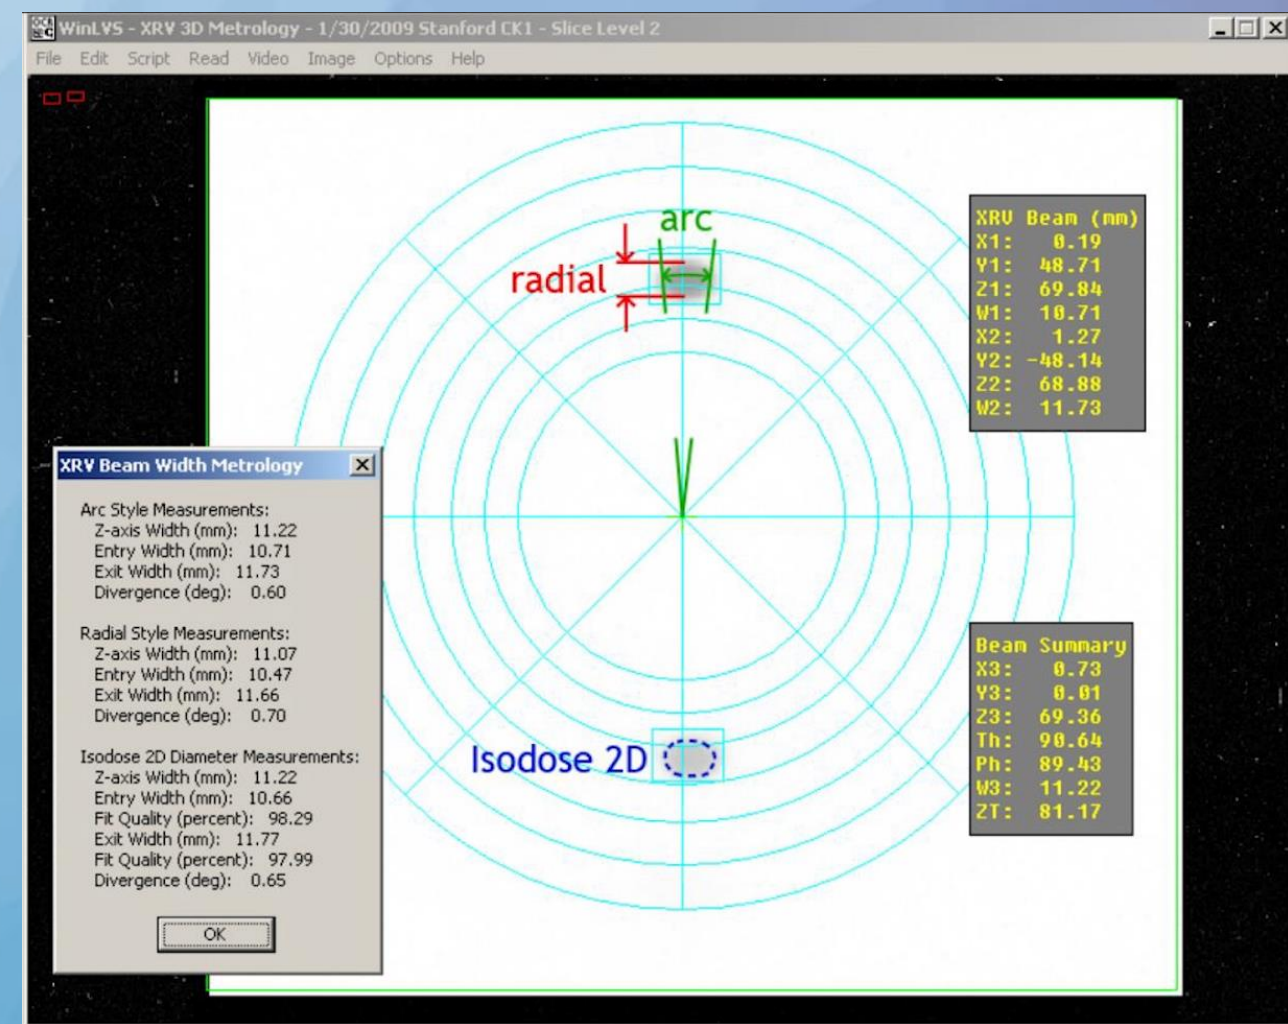 WinLVS - XRV 3D Metrology - 1/30/2009 Stanford CK1 - Slice Level 2
File Edit Script Read Video Image Options Help
arc
radial
XRV Beam (mm)
X1: 0.19
Y1: 48.71
Z1: 69.84
W1: 10.71
X2: 1.27
Y2: -48.14
Z2: 68.88
W2: 11.73
XRV Beam Width Metrology
Arc Style Measurements:
Z-axis Width (mm): 11.22
Entry Width (mm): 10.71
Exit Width (mm): 11.73
Divergence (deg): 0.60
Radial Style Measurements:
Z-axis Width (mm): 11.07
Entry Width (mm): 10.47
Exit Width (mm): 11.66
Divergence (deg): 0.70
Isodose 2D Diameter Measurements:
Z-axis Width (mm): 11.22
Entry Width (mm): 10.66
Fit Quality (percent): 98.29
Exit Width (mm): 11.77
Fit Quality (percent): 97.99
Divergence (deg): 0.65
OK
Isodose 2D
Beam Summary
X3: 0.73
Y3: 0.01
Z3: 69.36
Th: 90.64
Ph: 89.43
W3: 11.22
ZT: 81.17